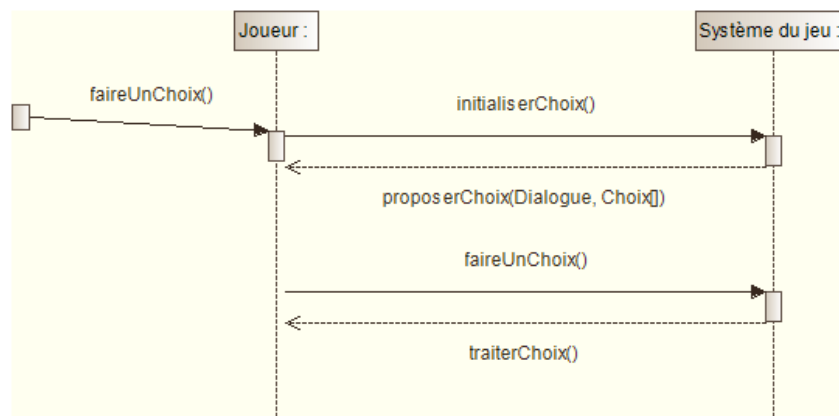 Joueur :
Système du jeu :
faireUnChoix()
initialiserChoix()
proposerChoix(Dialogue, Choix[])
faireUnChoix()
traiterChoix()